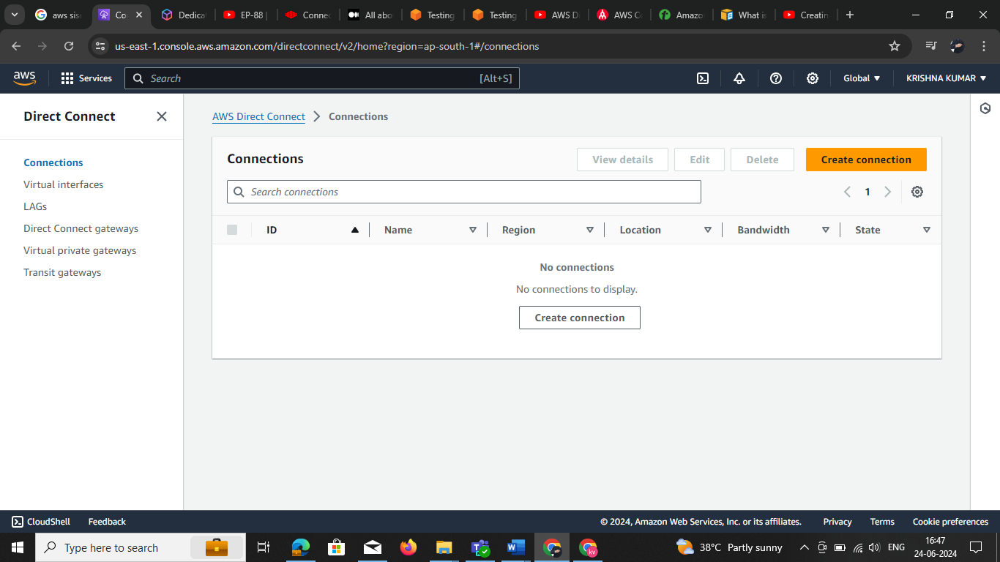 aws sis
Co
Dedica
EP-88 |
Connec
All abo
Testing
Testing
AWS D
AWS C
Amazo
What is
Creatin
us-east-1.console.aws.amazon.com/directconnect/v2/home?region=ap-south-1#/connections
aws
Services
Search
[Alt+S]
Global
KRISHNA KUMAR
Direct Connect
Connections
Virtual interfaces
LAGs
Direct Connect gateways
Virtual private gateways
Transit gateways
AWS Direct Connect
Connections
Connections
View details
Edit
Delete
Create connection
Search connections
1
ID
Name
Region
Location
Bandwidth
State
No connections
No connections to display.
Create connection
CloudShell
Feedback
© 2024, Amazon Web Services, Inc. or its affiliates.
Privacy
Terms
Cookie preferences
Type here to search
kv
38°C Partly sunny
ENG
16:47
24-06-2024